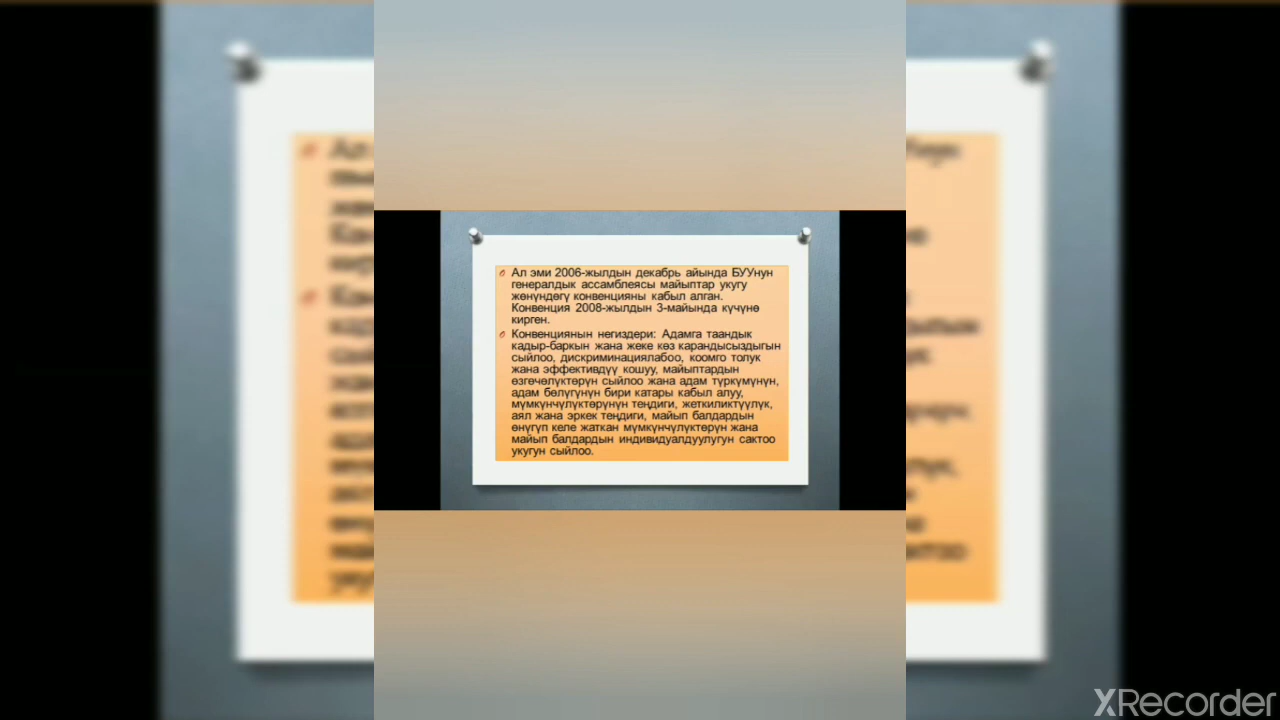 Ал эми 2006-жылдын декабрь айында БУУнун
генералдык ассамблеясы майыптар укугу
жөнүндөгү конвенцияны кабыл алган.
Конвенция 2008-жылдын 3-майында күчүнө
кирген.
Конвенциянын негиздери: Адамга таандык
кадыр-баркын жана жеке көз карандысыздыгын
сыйлоо, дискриминациялабоо, коомго толук
жана эффективдүү кошуу, майыптардын
өзгөчөлүктөрүн сыйлоо жана адам түркүмүнүн,
адам бөлүгүнүн бири катары кабыл алуу,
мүмкүнчүлүктөрүнүн теңдиги, жеткиликтүүлүк,
аял жана эркек теңдиги, майып балдардын
өнүгүп келе жаткан мүмкүнчүлүктөрүн жана
майып балдардын индивидуалдуулугун сактоо
укугун сыйлоо.
XRecorder